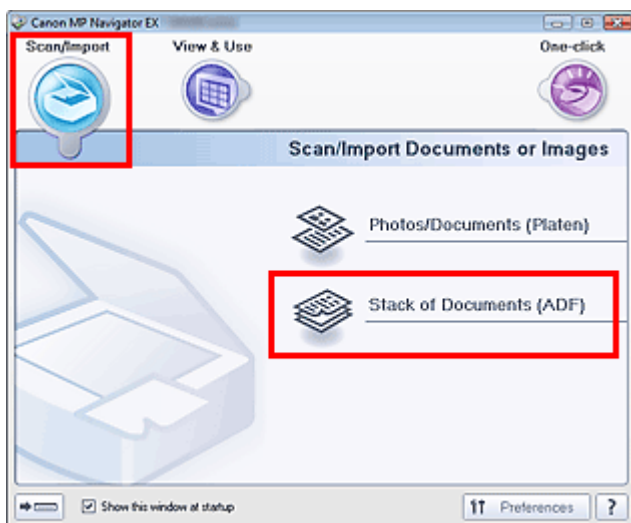 Canon MP Navigator EX
Scan/Import
View & Use
One-click
Scan/Import Documents or Images
Photos/Documents (Platen)
Stack of Documents (ADF)
Show this window at startup
Preferences
?